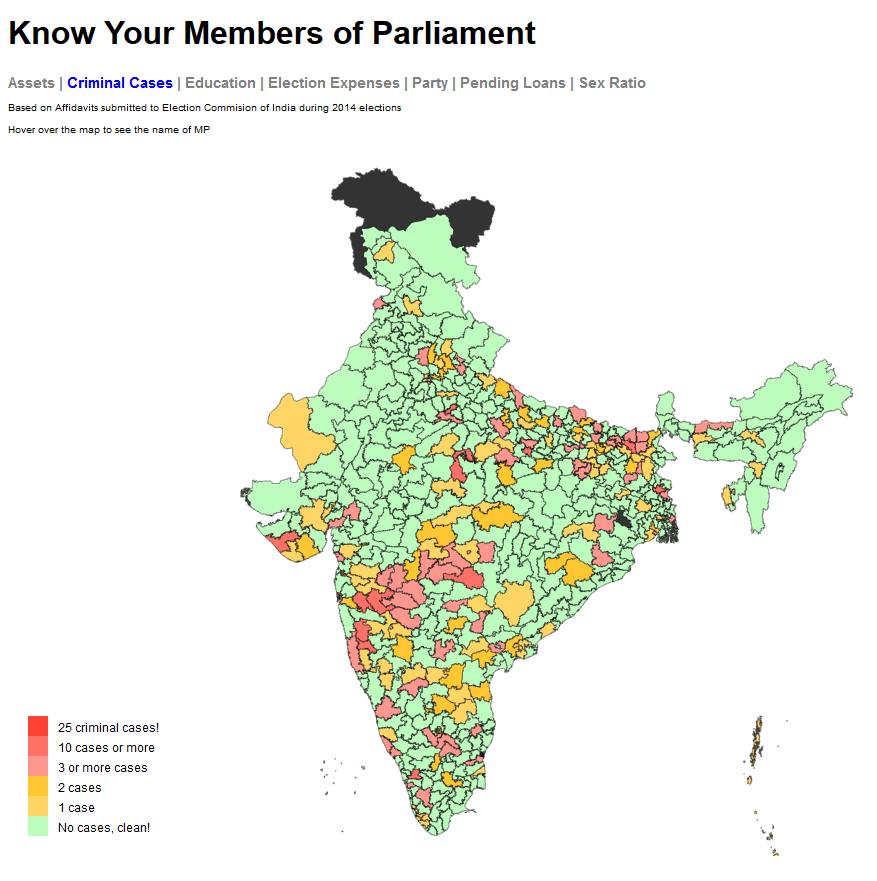 Know Your Members of Parliament
Assets | Criminal Cases | Education | Election Expenses | Party | Pending Loans | Sex Ratio
Based on Affidavits submitted to Election Commision of India during 2014 elections
Hover over the map to see the name of MP
25 criminal cases!
10 cases or more
3 or more cases
2 cases
1 case
No cases, clean!